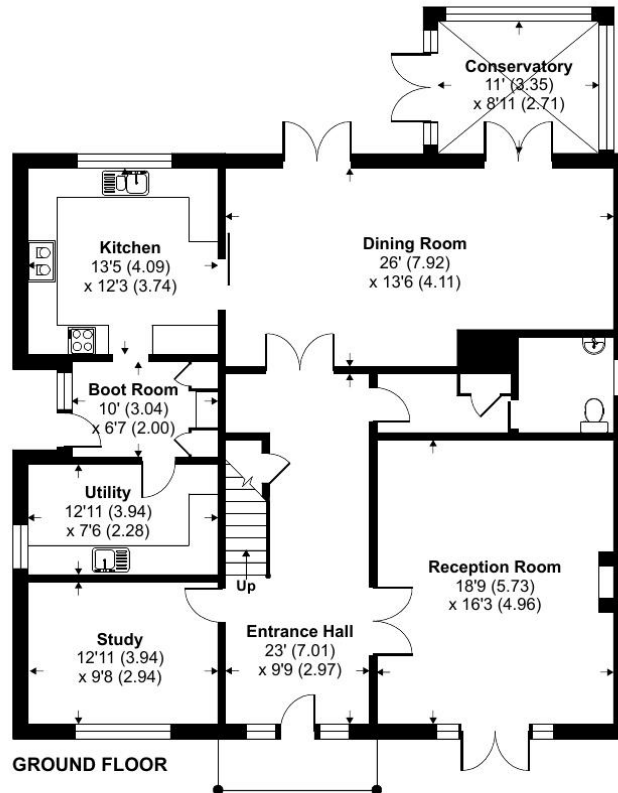 Conservatory
11' (3.35)
x 8'11 (2.71)
Kitchen
13'5 (4.09)
x 12'3 (3.74)
Dining Room
26' (7.92)
x 13'6 (4.11)
Boot Room
10' (3.04)
x 6'7 (2.00)
Utility
12'11 (3.94)
x 7'6 (2.28)
Up
Reception Room
18'9 (5.73)
x 16'3 (4.96)
Study
12'11 (3.94)
x 9'8 (2.94)
Entrance Hall
23' (7.01)
x 9'9 (2.97)
GROUND FLOOR